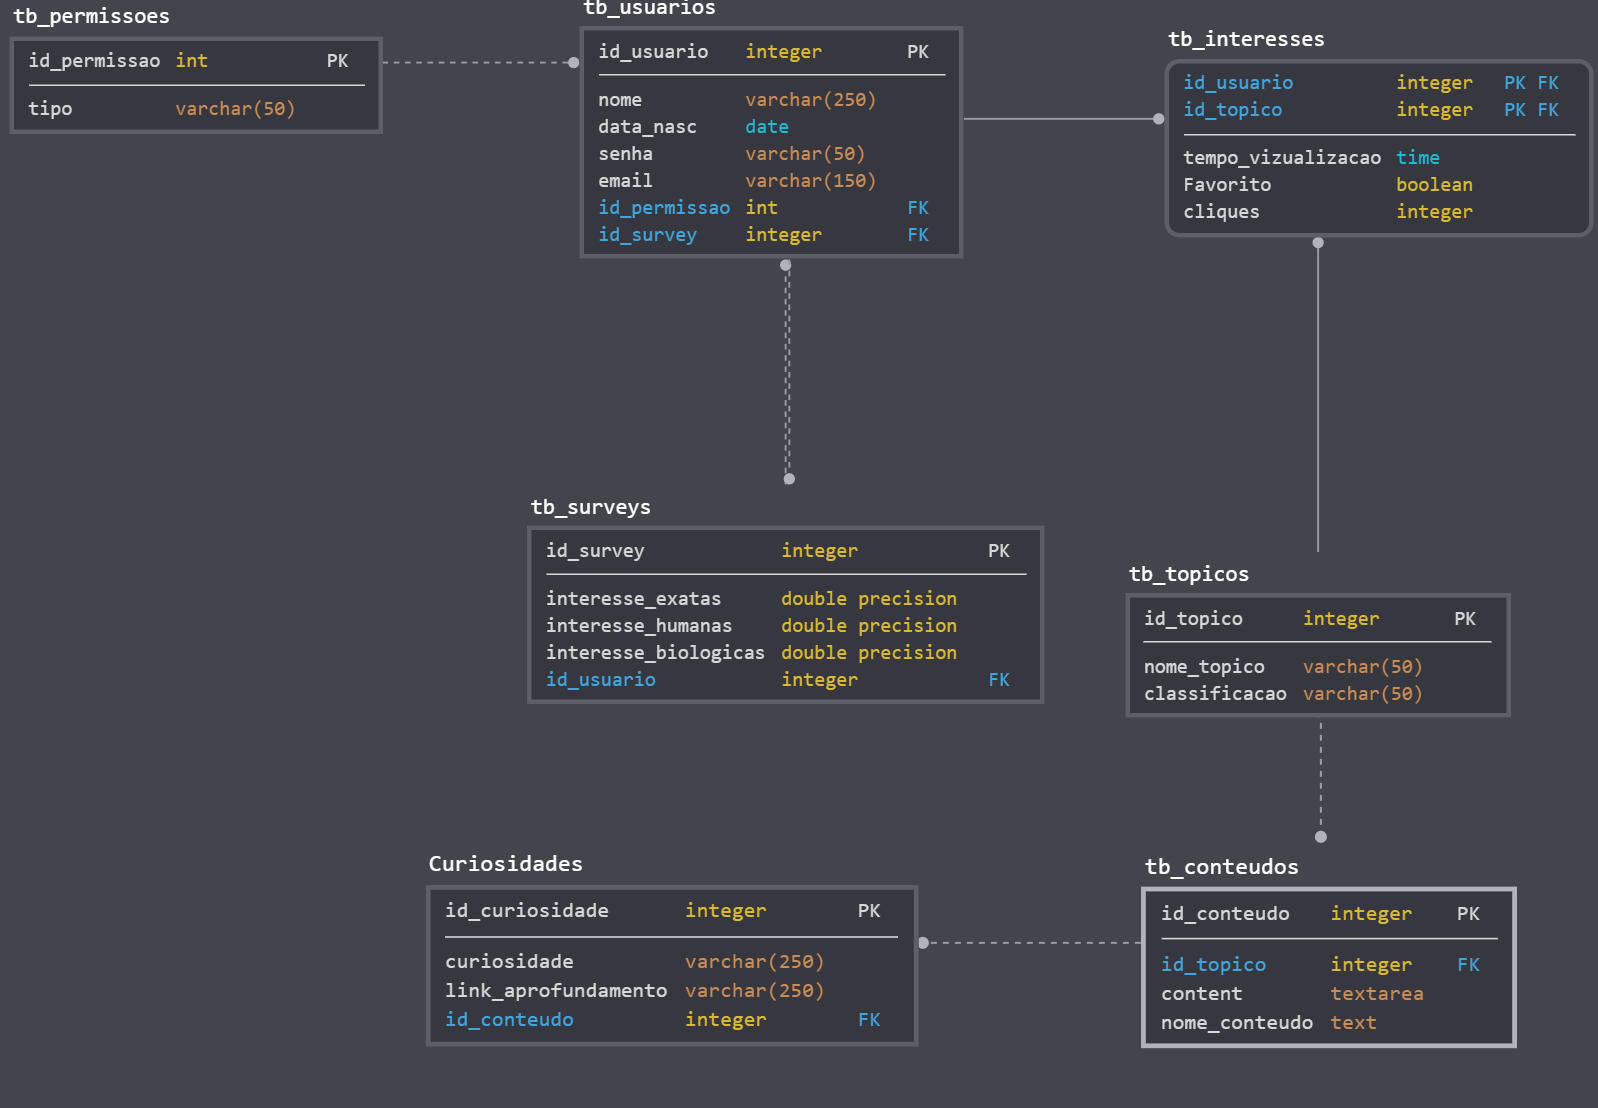 tb_permissoes
id_permissao int PK
tipo varchar(50)
tb_usuarios
id_usuario integer PK
nome varchar(250)
data_nasc date
senha varchar(50)
email varchar(150)
id_permissao int FK
id_survey integer FK
tb_interesses
id_usuario integer PK FK
id_topico integer PK FK
tempo_vizualizacao time
Favorito boolean
cliques integer
tb_surveys
id_survey integer PK
interesse_exatas double precision
interesse_humanas double precision
interesse_biologicas double precision
id_usuario integer FK
tb_topicos
id_topico integer PK
nome_topico varchar(50)
classificacao varchar(50)
Curiosidades
id_curiosidade integer PK
curiosidade varchar(250)
link_aprofundamento varchar(250)
id_conteudo integer FK
tb_conteudos
id_conteudo integer PK
id_topico integer FK
content textarea
nome_conteudo text